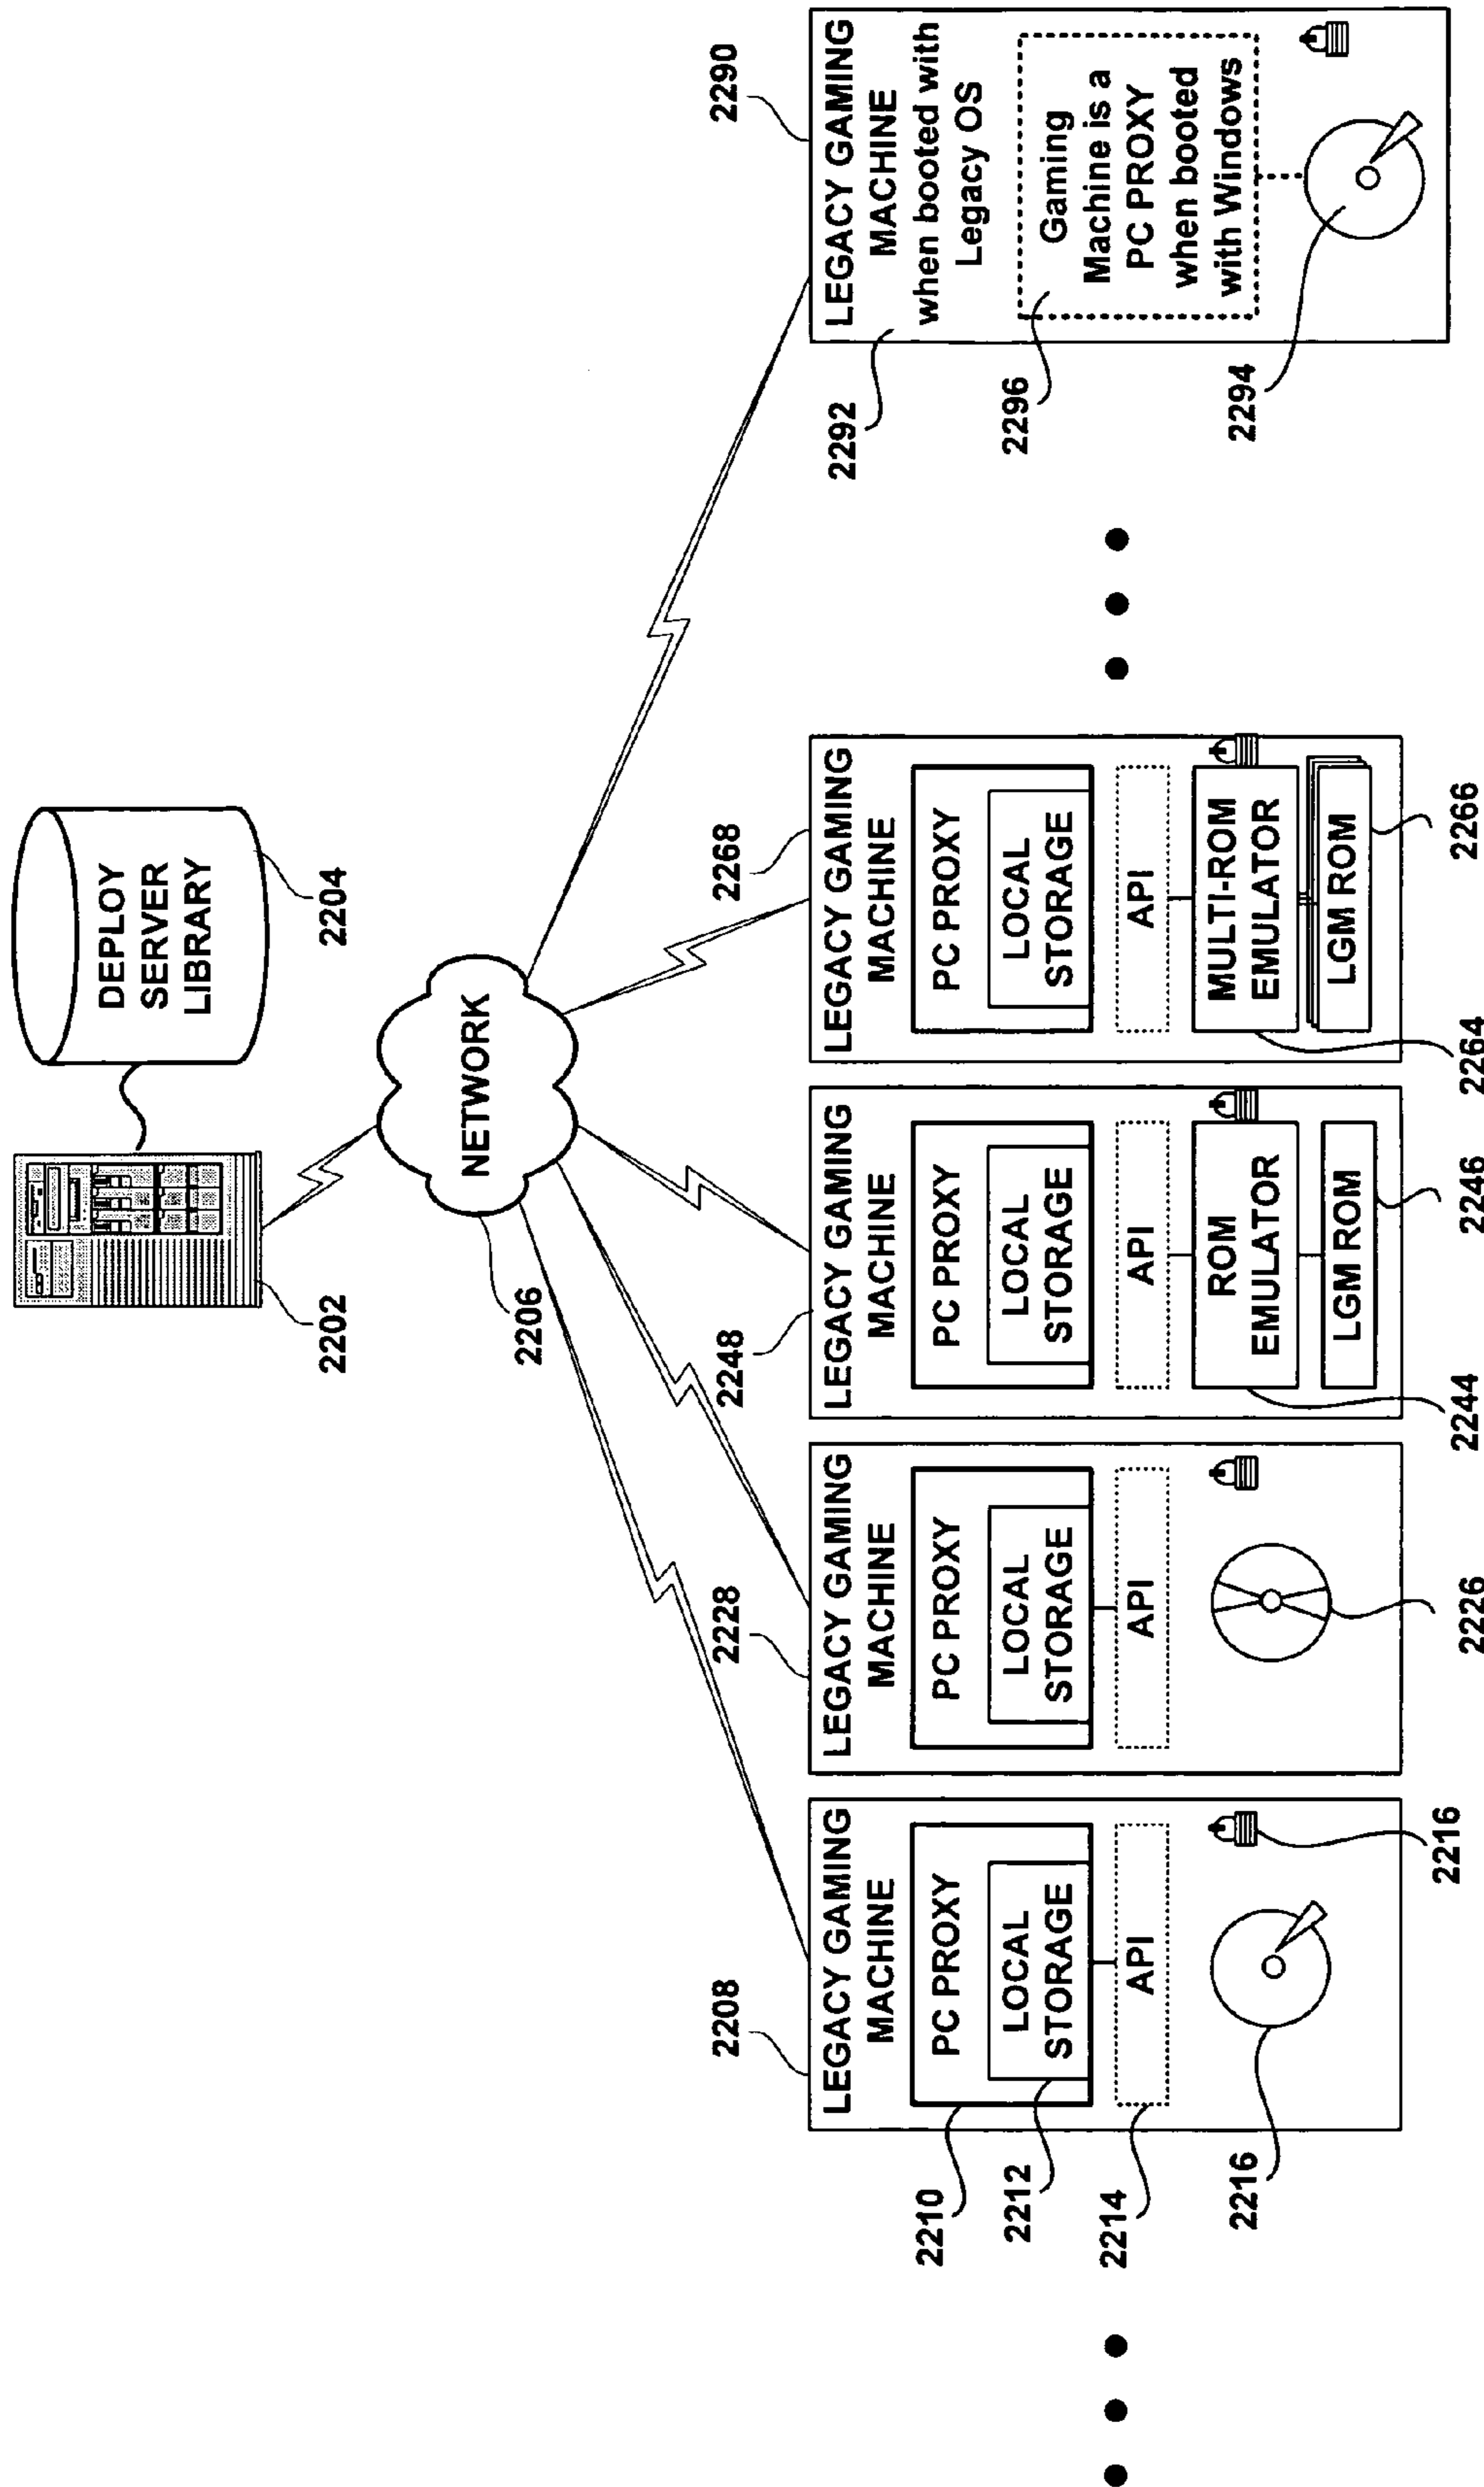 DEPLOY
SERVER
LIBRARY
2202
2204
NETWORK
2206
2208
LEGACY GAMING
MACHINE
PC PROXY
LOCAL
STORAGE
API
2210
2212
2214
2216
2216
2228
LEGACY GAMING
MACHINE
PC PROXY
LOCAL
STORAGE
API
2226
2248
LEGACY GAMING
MACHINE
PC PROXY
LOCAL
STORAGE
API
ROM
EMULATOR
LGM ROM
2244
2246
2268
LEGACY GAMING
MACHINE
PC PROXY
LOCAL
STORAGE
API
MULTI-ROM
EMULATOR
LGM ROM
2264
2266
2290
LEGACY GAMING
MACHINE
when booted with
Legacy OS
Gaming
Machine is a
PC PROXY
when booted
with Windows
2292
2296
2294